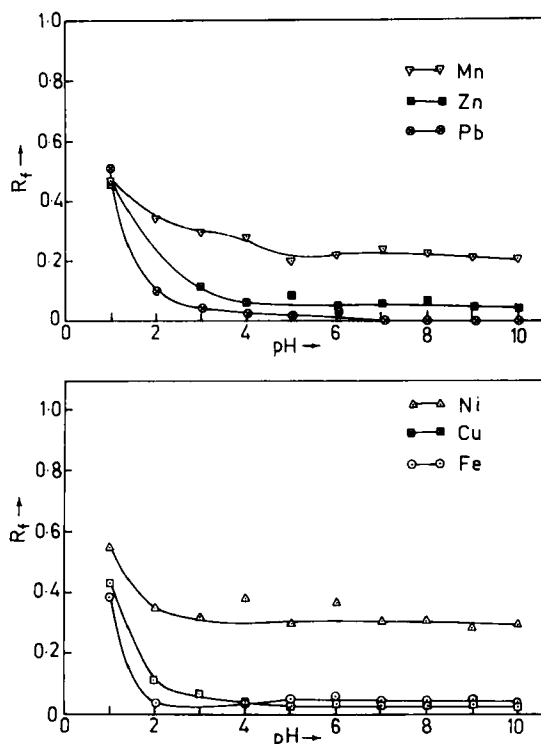 1·0
0·8
0·6
0·4
0·2
0
Rf →
Mn
Zn
Pb
0 2 4 6 8 10
pH →
1·0
0·8
0·6
0·4
0·2
0
Rf →
Ni
Cu
Fe
0 2 4 6 8 10
pH →